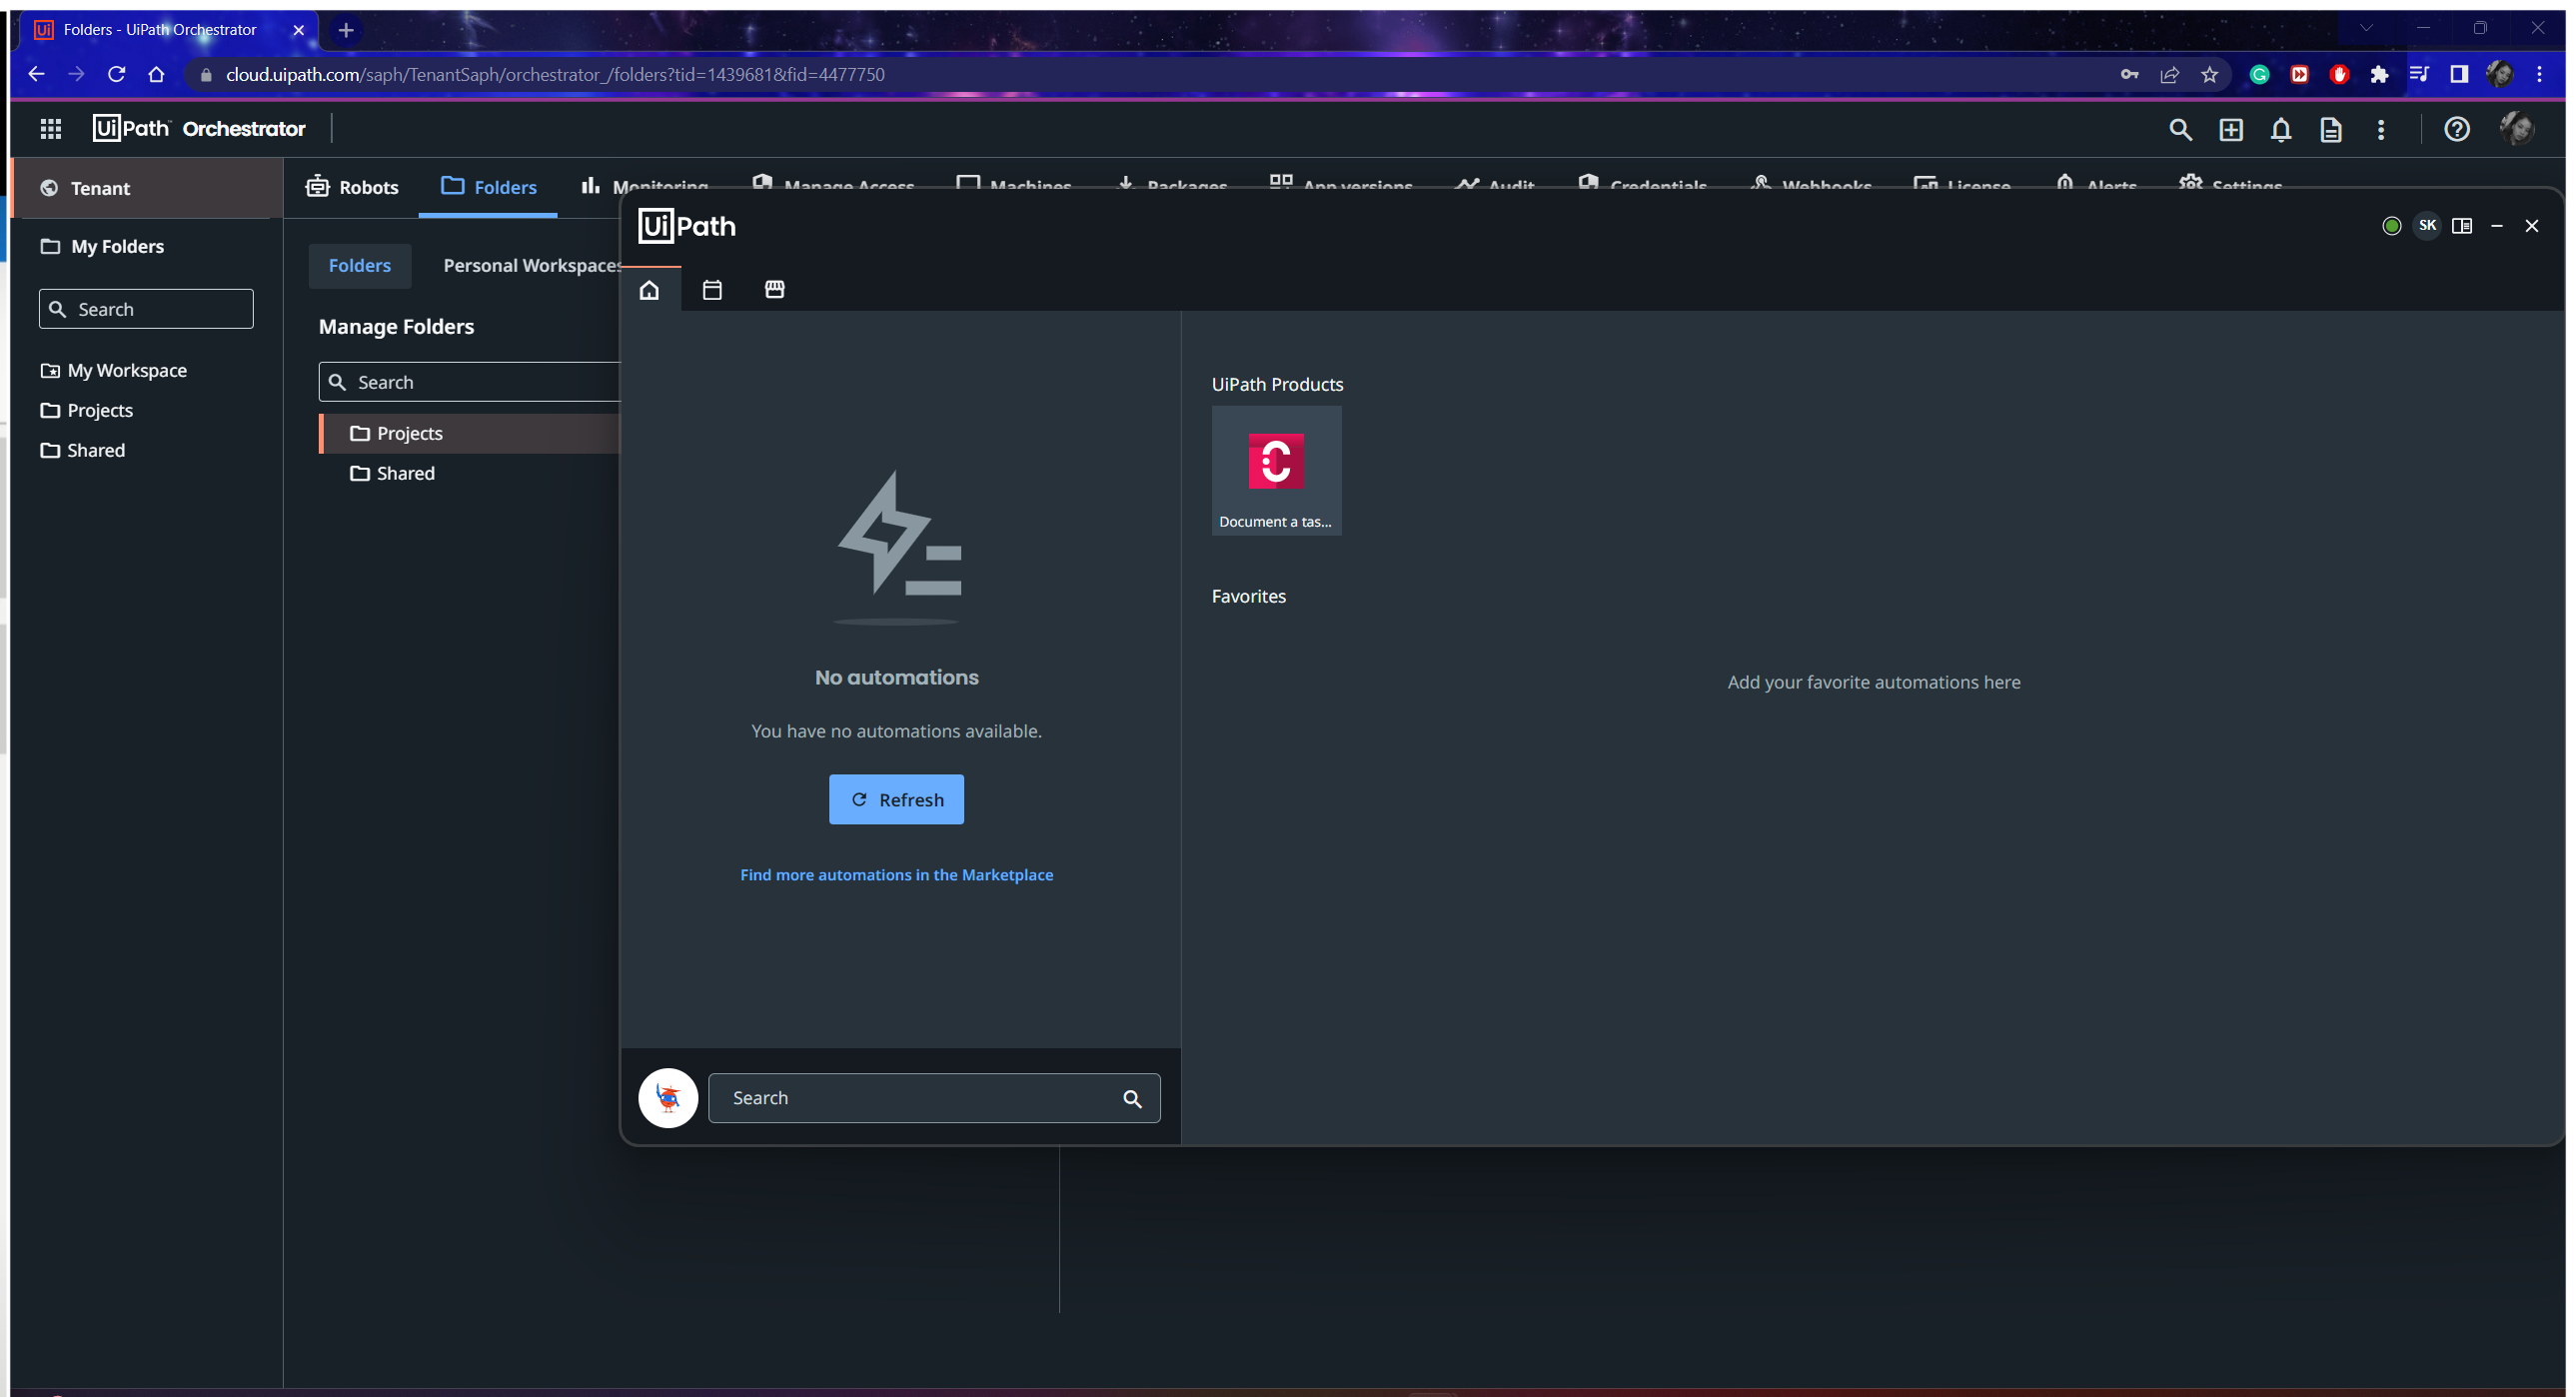 Folders - UiPath Orchestrator
cloud.uipath.com/saph/TenantSaph/orchestrator_/folders?tid=1439681&fid=4477750
UiPath Orchestrator
Tenant
Robots
Folders
Monitoring
Manage Access
Machines
Packages
App versions
Audit
Credentials
Webhooks
License
Alerts
Settings
My Folders
Search
My Workspace
Projects
Shared
Folders
Personal Workspaces
Manage Folders
Search
Projects
Shared
UiPath
SK
No automations
You have no automations available.
Refresh
Find more automations in the Marketplace
Search
UiPath Products
Document a tas...
Favorites
Add your favorite automations here